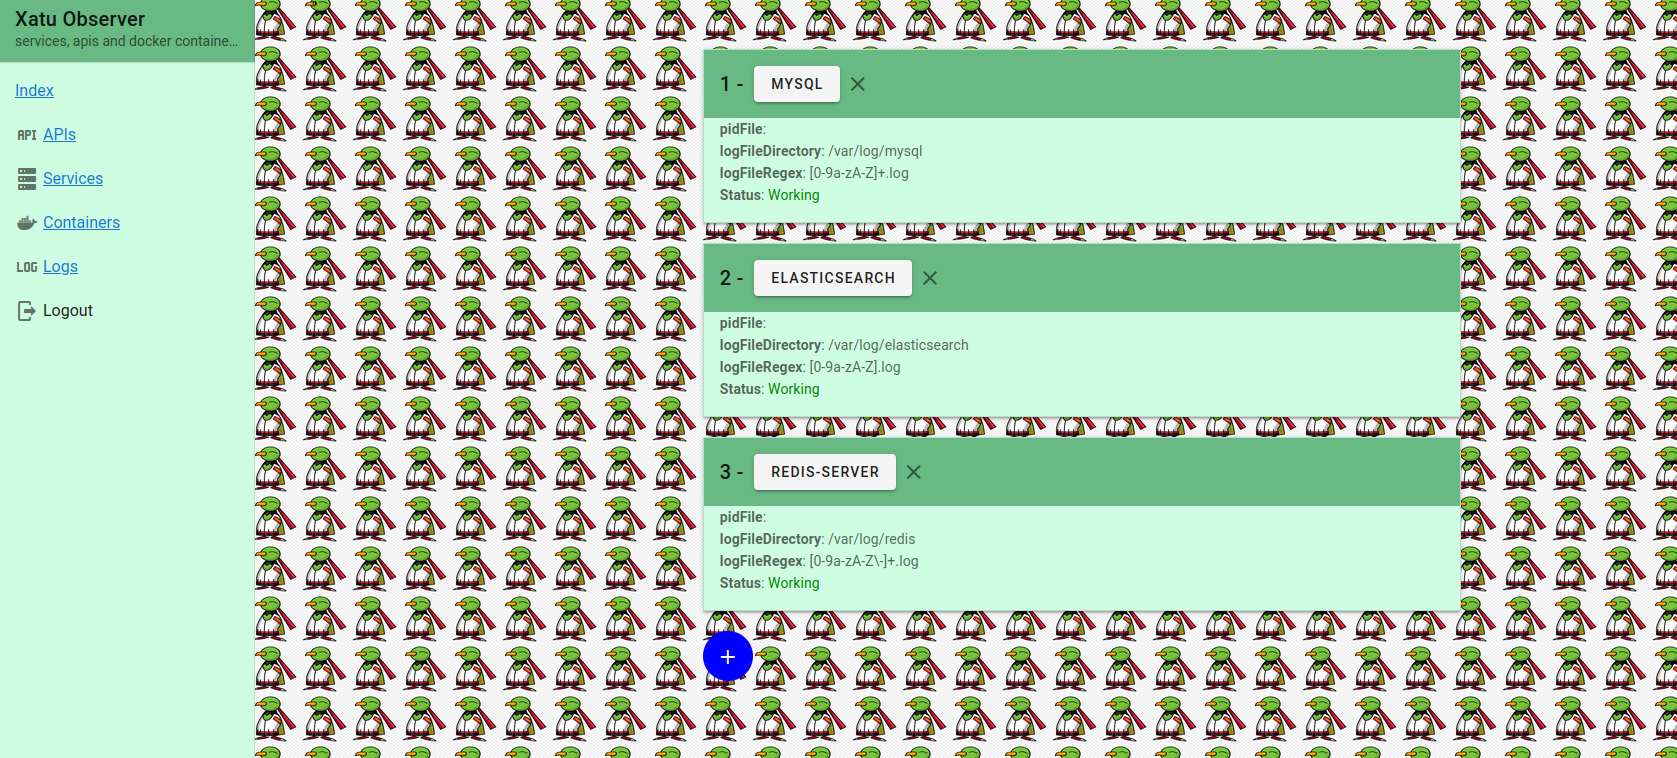 Xatu Observer
services, apis and docker containe...
Index
API APIs
Services
Containers
LOG Logs
Logout
1 - MYSQL
pidFile:
logFileDirectory: /var/log/mysql
logFileRegex: [0-9a-zA-Z]+.log
Status: Working
2 - ELASTICSEARCH
pidFile:
logFileDirectory: /var/log/elasticsearch
logFileRegex: [0-9a-zA-Z].log
Status: Working
3 - REDIS-SERVER
pidFile:
logFileDirectory: /var/log/redis
logFileRegex: [0-9a-zA-Z\-]+.log
Status: Working
+